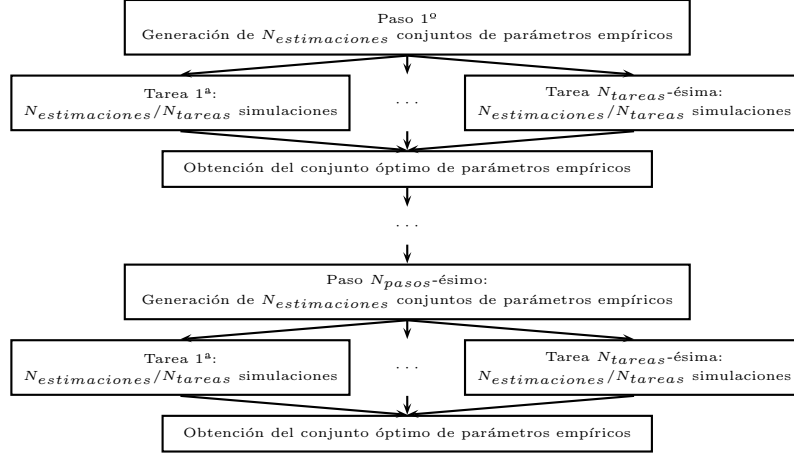 Paso 1º
Generación de N_estimaciones conjuntos de parámetros empíricos
Tarea 1ª:
N_estimaciones/N_tareas simulaciones
...
Tarea N_tareas-ésima:
N_estimaciones/N_tareas simulaciones
Obtención del conjunto óptimo de parámetros empíricos
...
Paso N_pasos-ésimo:
Generación de N_estimaciones conjuntos de parámetros empíricos
Tarea 1ª:
N_estimaciones/N_tareas simulaciones
...
Tarea N_tareas-ésima:
N_estimaciones/N_tareas simulaciones
Obtención del conjunto óptimo de parámetros empíricos